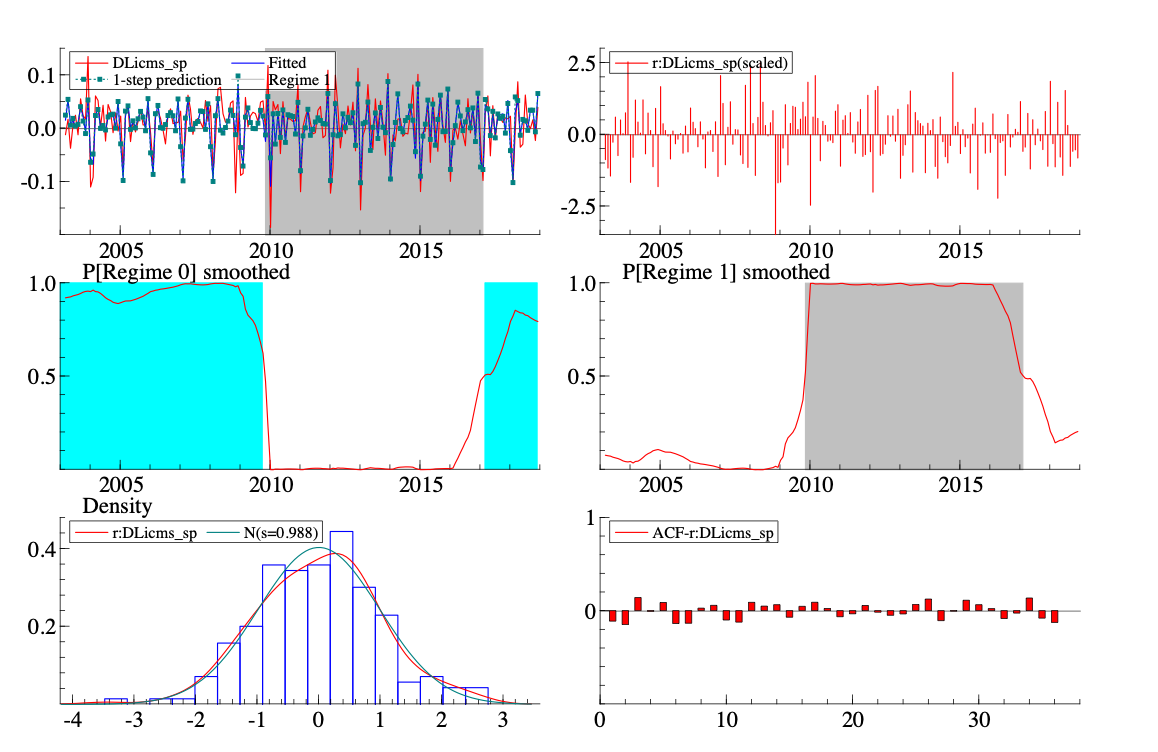 DLicms_sp Fitted
1-step prediction Regime 1
0.1
0.0
-0.1
2005 2010 2015
r:DLicms_sp(scaled)
2.5
0.0
-2.5
2005 2010 2015
P[Regime 0] smoothed
1.0
0.5
2005 2010 2015
P[Regime 1] smoothed
1.0
0.5
2005 2010 2015
Density
r:DLicms_sp N(s=0.988)
0.4
0.2
-4 -3 -2 -1 0 1 2 3
ACF-r:DLicms_sp
1
0
0 10 20 30